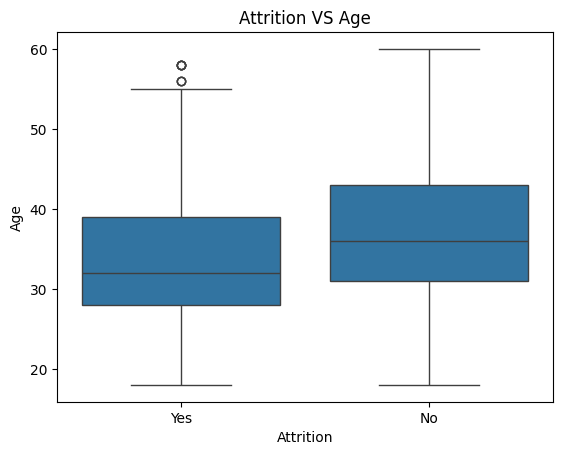 Attrition VS Age
60
50
40
30
20
Age
Yes
No
Attrition